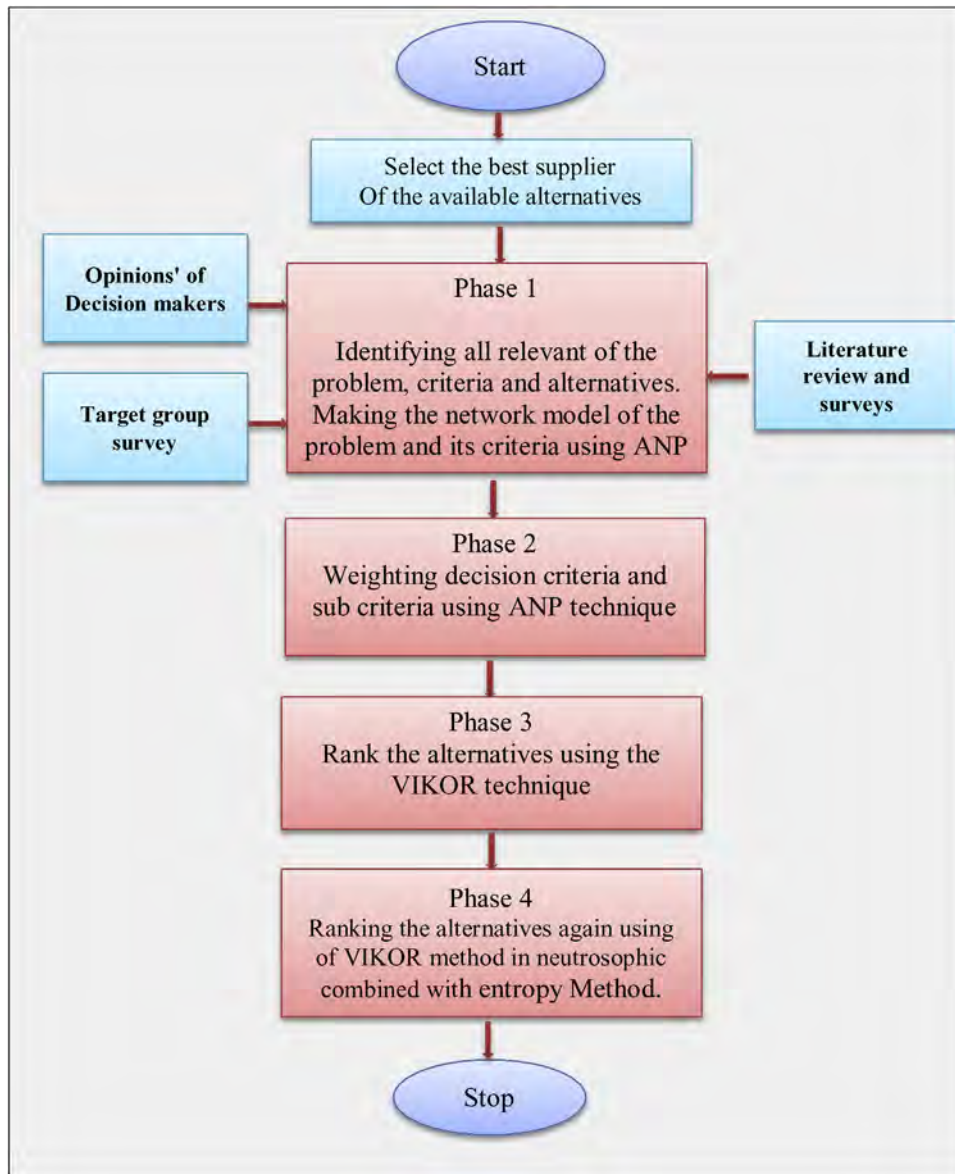 Start
Select the best supplier
Of the available alternatives
Opinions' of
Decision makers
Target group
survey
Phase 1
Identifying all relevant of the
problem, criteria and alternatives.
Making the network model of the
problem and its criteria using ANP
Literature
review and
surveys
Phase 2
Weighting decision criteria and
sub criteria using ANP technique
Phase 3
Rank the alternatives using the
VIKOR technique
Phase 4
Ranking the alternatives again using
of VIKOR method in neutrosophic
combined with entropy Method.
Stop